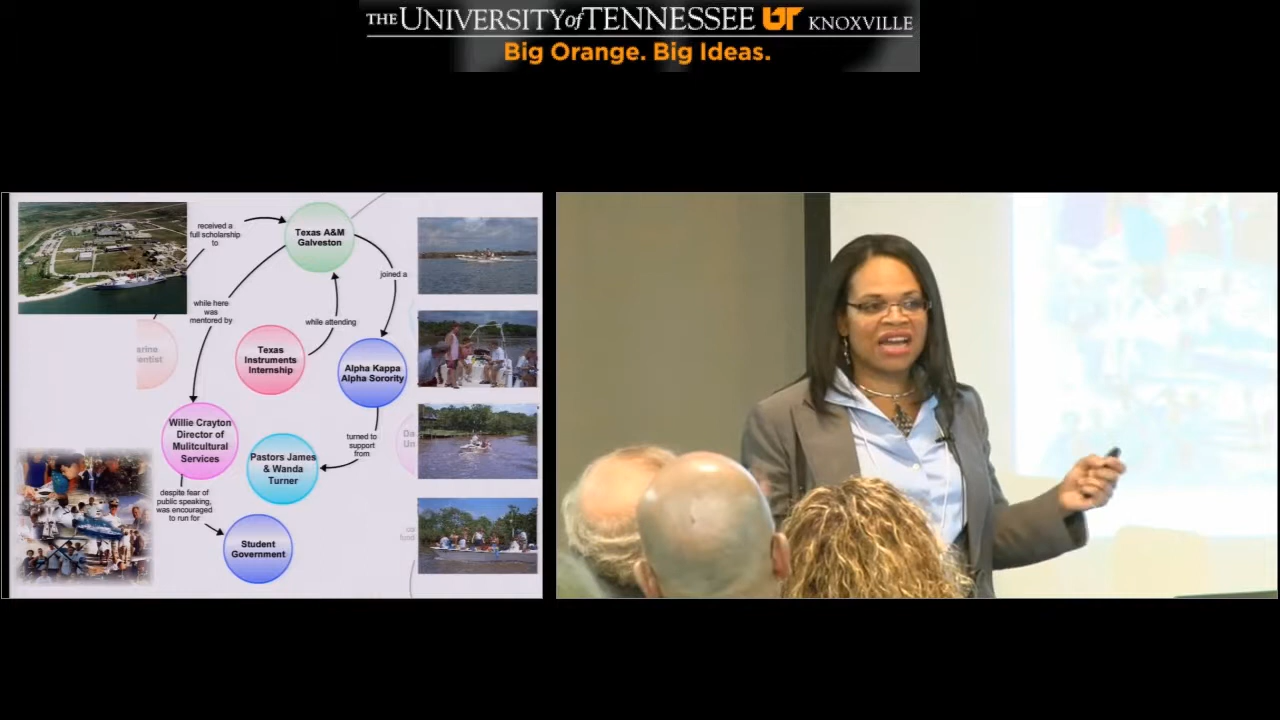 THE UNIVERSITY of TENNESSEE UT KNOXVILLE
Big Orange. Big Ideas.
received a
full scholarship
to
Texas A&M
Galveston
joined a
while here
was
mentored by
while attending
Texas
Instruments
Internship
Alpha Kappa
Alpha Sorority
Willie Crayton
Director of
Mulitcultural
Services
turned to
support
from
Pastors James
& Wanda
Turner
despite fear of
public speaking,
was encouraged
to run for
Student
Government